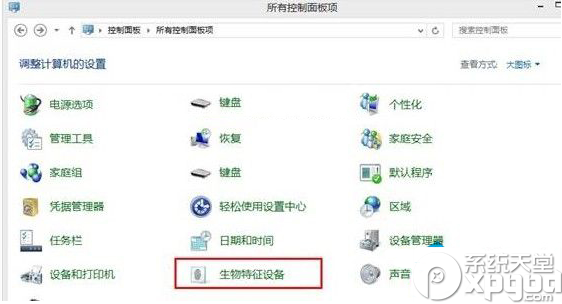 所有控制面板项
控制面板 ▸ 所有控制面板项
搜索控制面板
调整计算机的设置
查看方式: 大图标
电源选项 键盘 个性化
管理工具 恢复 家庭安全
家庭组 键盘 默认程序
凭据管理器 轻松使用设置中心 区域
任务栏 日期和时间 设备管理器
设备和打印机 生物特征设备 声音
系统天堂
xpgod.com